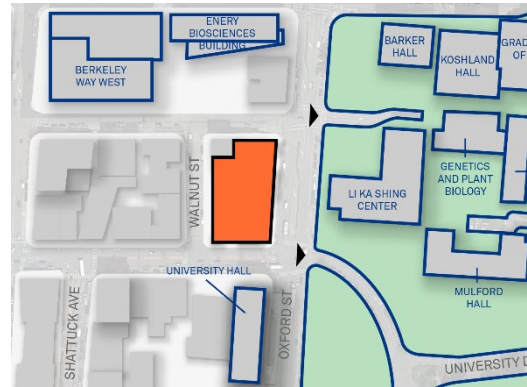 ENERY
BIOSCIENCES
BUILDING
BERKELEY
WAY WEST
BARKER
HALL
KOSHLAND
HALL
GRAD
OF
WALNUT ST
LI KA SHING
CENTER
GENETICS
AND PLANT
BIOLOGY
UNIVERSITY HALL
MULFORD
HALL
SHATTUCK AVE
OXFORD ST.
UNIVERSITY D